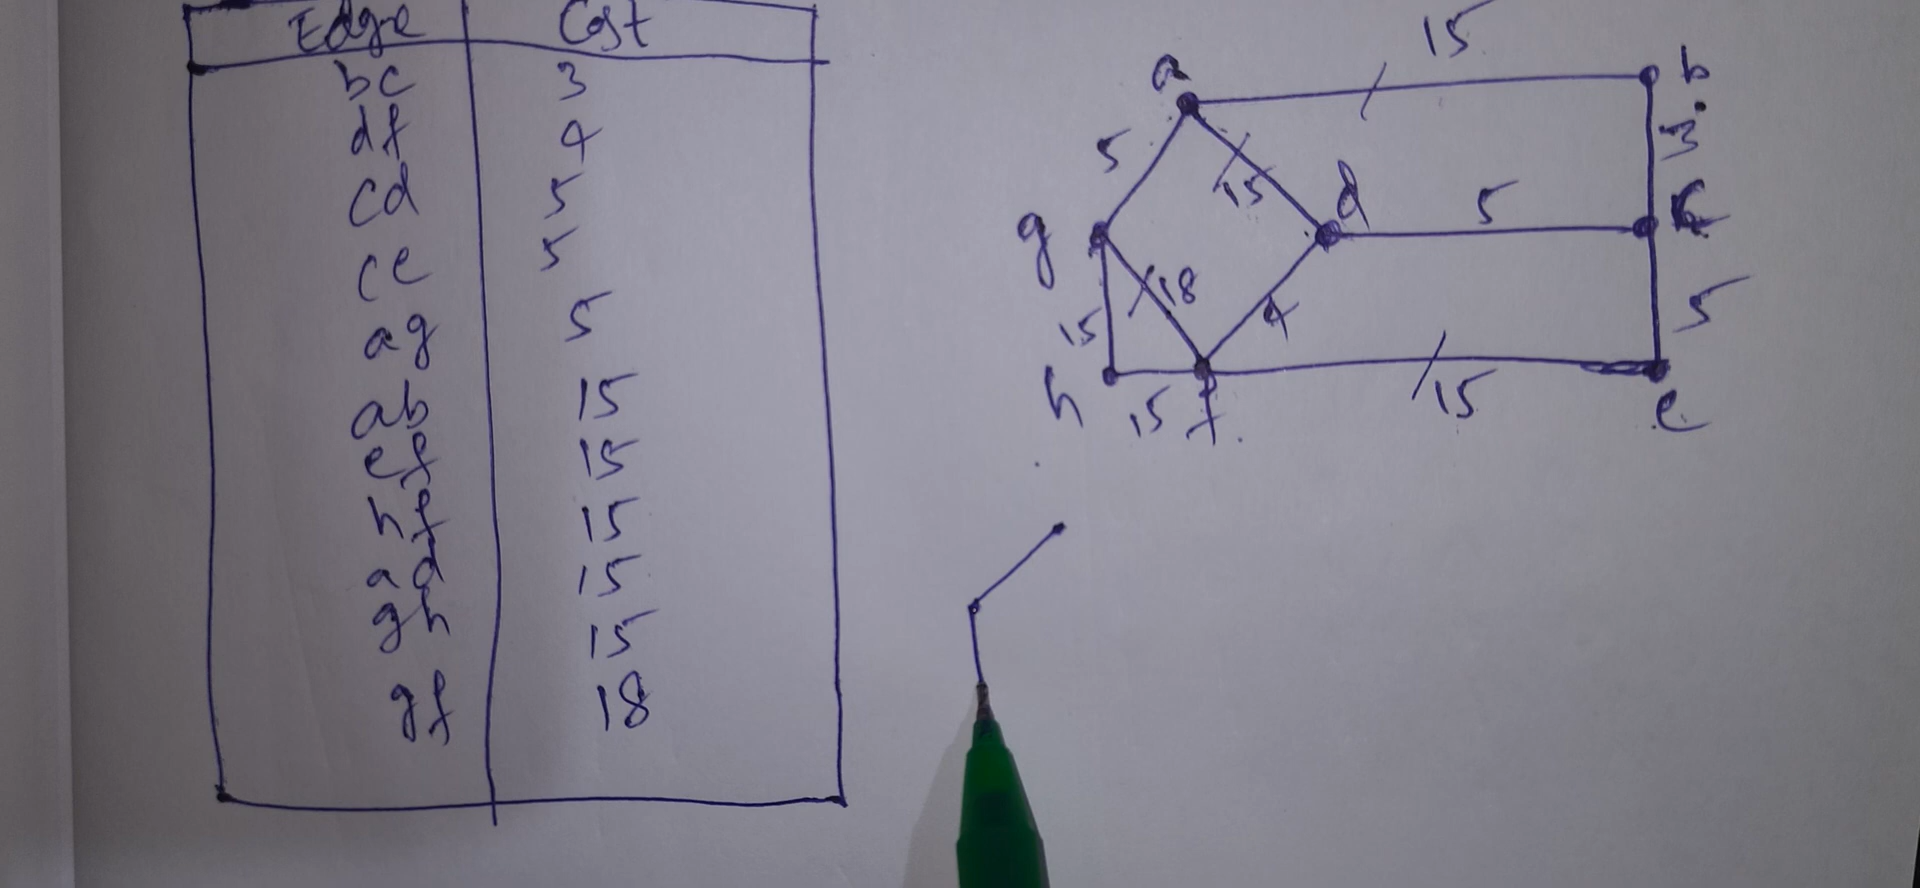 Edge Cost
bc 3
df 4
cd 5
ce 5
ag 5
ab 15
ef 15
hf 15
ad 15
gh 15
gf 18
15
a b
5 3
15 d 5
g
18
15 4 5
h 15 f 15 e